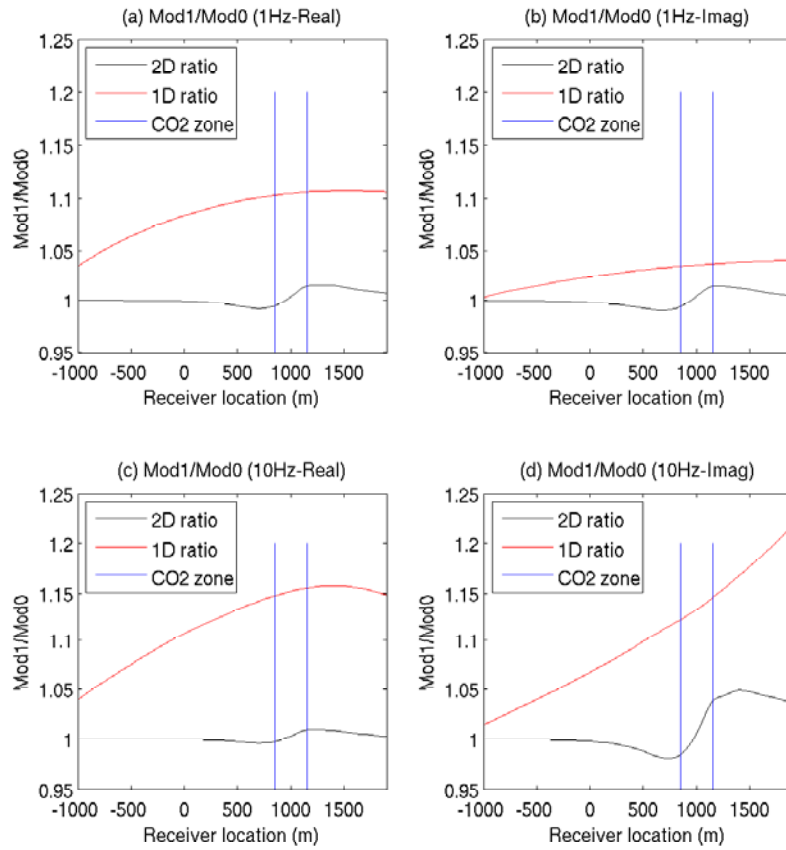 (a) Mod1/Mod0 (1Hz-Real)
1.25
2D ratio
1.2
1D ratio
1.15
CO2 zone
1.1
1.05
1
0.95
Mod1/Mod0
-1000 -500 0 500 1000 1500
Receiver location (m)
(b) Mod1/Mod0 (1Hz-Imag)
1.25
2D ratio
1.2
1D ratio
1.15
CO2 zone
1.1
1.05
1
0.95
Mod1/Mod0
-1000 -500 0 500 1000 1500
Receiver location (m)
(c) Mod1/Mod0 (10Hz-Real)
1.25
2D ratio
1.2
1D ratio
1.15
CO2 zone
1.1
1.05
1
0.95
Mod1/Mod0
-1000 -500 0 500 1000 1500
Receiver location (m)
(d) Mod1/Mod0 (10Hz-Imag)
1.25
2D ratio
1.2
1D ratio
1.15
CO2 zone
1.1
1.05
1
0.95
Mod1/Mod0
-1000 -500 0 500 1000 1500
Receiver location (m)